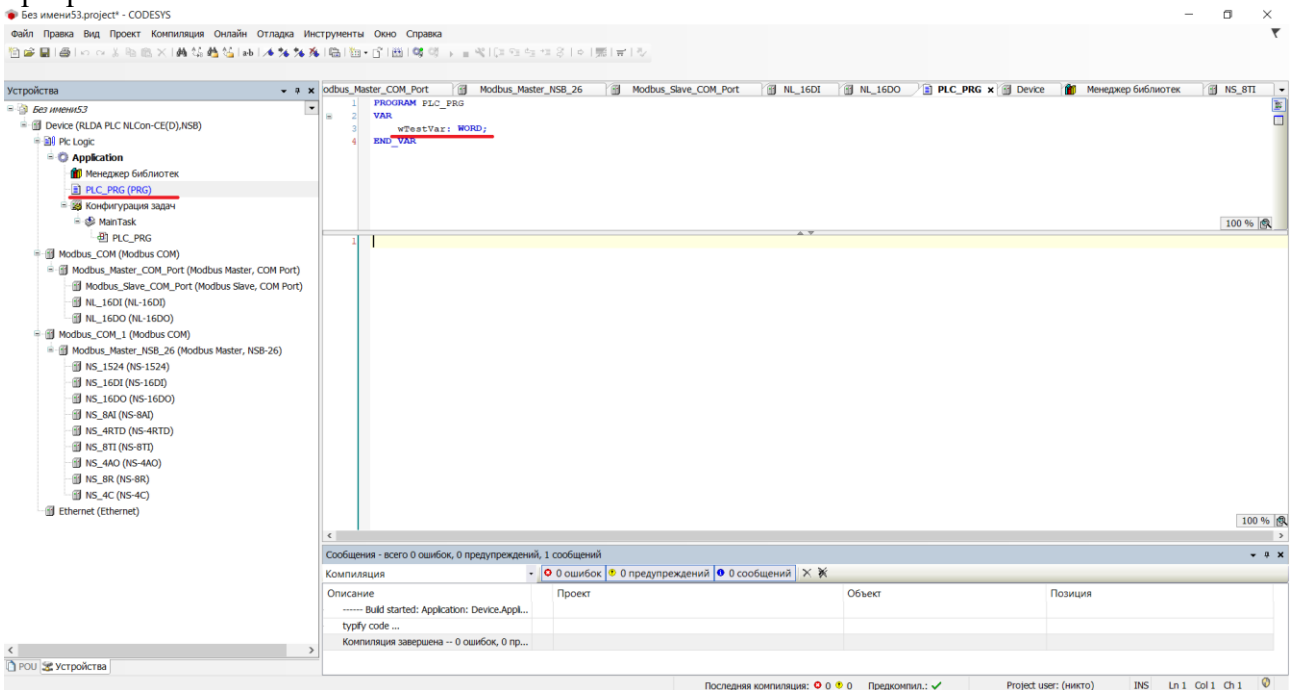 Без имени53.project* - CODESYS
Файл Правка Вид Проект Компиляция Онлайн Отладка Инструменты Окно Справка
Устройства
Без имени53
Device (RLDA PLC NLCon-CE(D),NSB)
Plc Logic
Application
Менеджер библиотек
PLC_PRG (PRG)
Конфигурация задач
MainTask
PLC_PRG
Modbus_COM (Modbus COM)
Modbus_Master_COM_Port (Modbus Master, COM Port)
Modbus_Slave_COM_Port (Modbus Slave, COM Port)
NL_16DI (NL-16DI)
NL_16DO (NL-16DO)
Modbus_COM_1 (Modbus COM)
Modbus_Master_NSB_26 (Modbus Master, NSB-26)
NS_1524 (NS-1524)
NS_16DI (NS-16DI)
NS_16DO (NS-16DO)
NS_8AI (NS-8AI)
NS_4RTD (NS-4RTD)
NS_8TI (NS-8TI)
NS_4AO (NS-4AO)
NS_8R (NS-8R)
NS_4C (NS-4C)
Ethernet (Ethernet)
POU Устройства
odbus_Master_COM_Port Modbus_Master_NSB_26 Modbus_Slave_COM_Port NL_16DI NL_16DO PLC_PRG Device Менеджер библиотек NS_8TI
1 PROGRAM PLC_PRG
2 VAR
3 wTestVar: WORD;
4 END_VAR
100 %
1
100 %
Сообщения - всего 0 ошибок, 0 предупреждений, 1 сообщений
Компиляция 0 ошибок 0 предупреждений 0 сообщений
Описание Проект Объект Позиция
------ Build started: Application: Device.Appli...
typify code ...
Компиляция завершена -- 0 ошибок, 0 пр...
Последняя компиляция: 0 0 Предкомпил.: Project user: (никто) INS Ln 1 Col 1 Ch 1